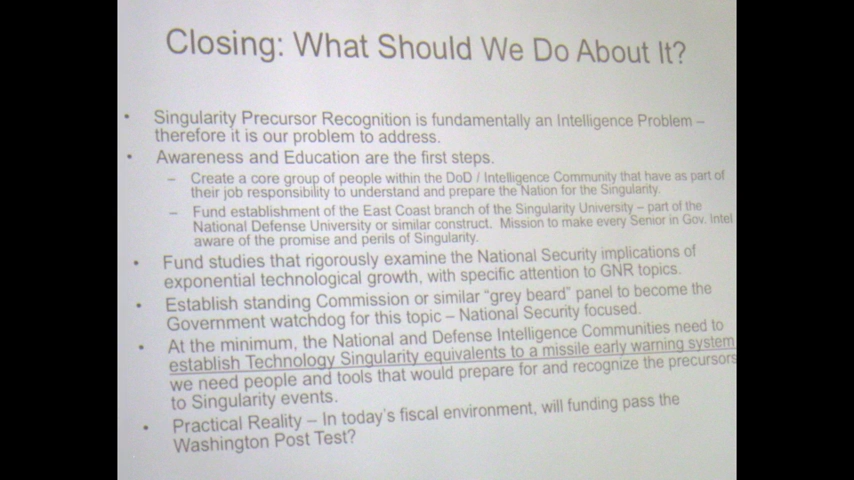 Closing: What Should We Do About It?
• Singularity Precursor Recognition is fundamentally an Intelligence Problem –
therefore it is our problem to address.
• Awareness and Education are the first steps.
– Create a core group of people within the DoD / Intelligence Community that have as part of
their job responsibility to understand and prepare the Nation for the Singularity.
– Fund establishment of the East Coast branch of the Singularity University – part of the
National Defense University or similar construct. Mission to make every Senior in Gov. Intel
aware of the promise and perils of Singularity.
• Fund studies that rigorously examine the National Security implications of
exponential technological growth, with specific attention to GNR topics.
• Establish standing Commission or similar “grey beard” panel to become the
Government watchdog for this topic – National Security focused.
• At the minimum, the National and Defense Intelligence Communities need to
establish Technology Singularity equivalents to a missile early warning system
we need people and tools that would prepare for and recognize the precursors
to Singularity events.
• Practical Reality – In today's fiscal environment, will funding pass the
Washington Post Test?